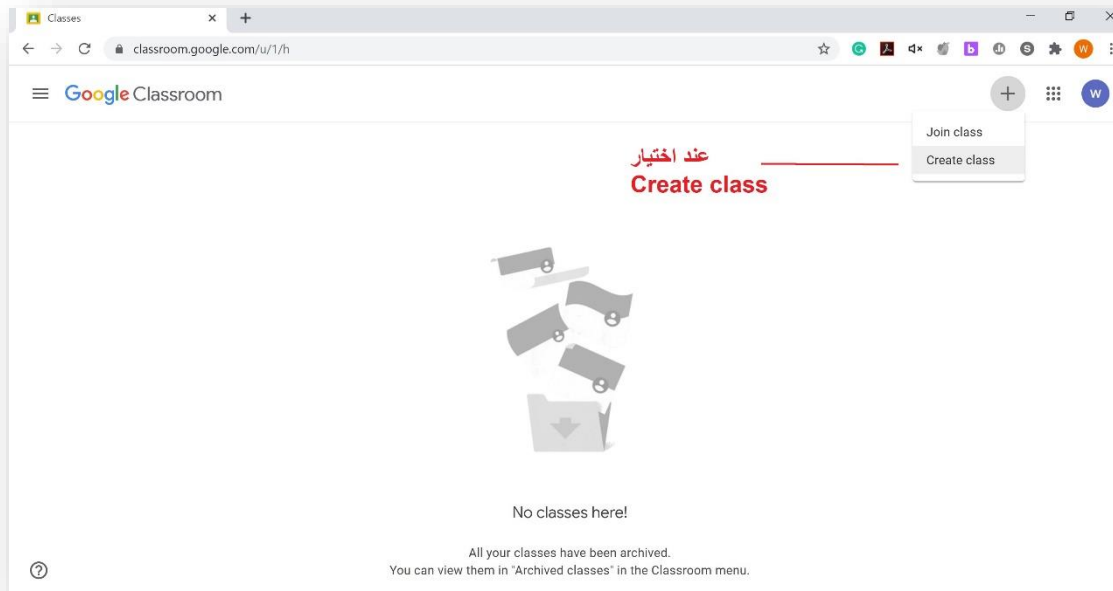 Classes
classroom.google.com/u/1/h
W
Google Classroom
W
Join class
Create class
عند اختيار
Create class
No classes here!
All your classes have been archived.
You can view them in "Archived classes" in the Classroom menu.